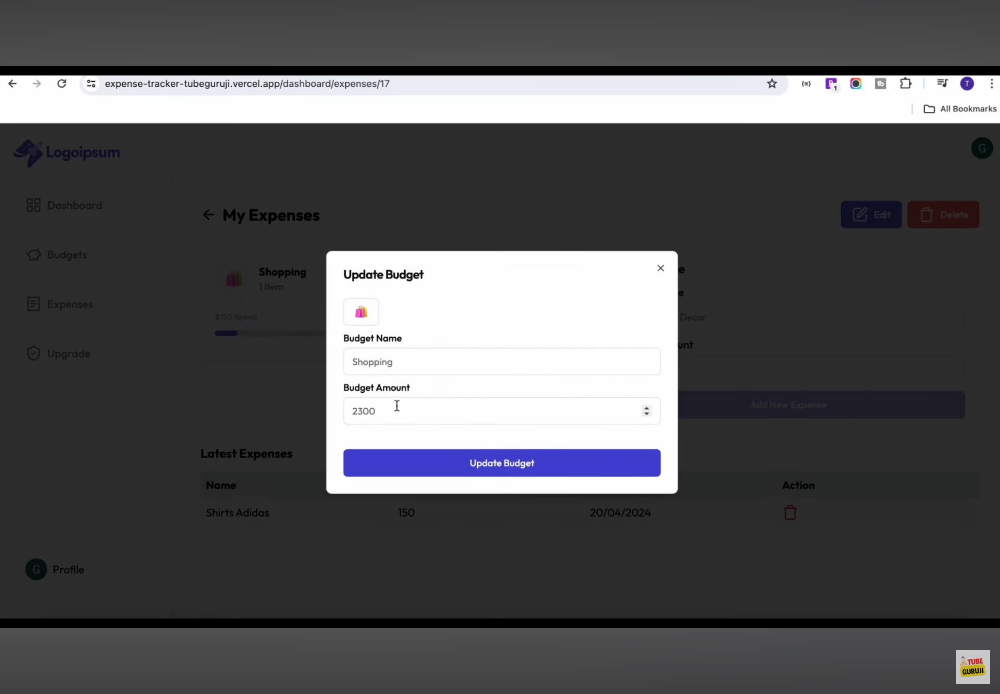 expense-tracker-tubeguruji.vercel.app/dashboard/expenses/17
1
T
All Bookmarks
Logoipsum
G
Dashboard
Budgets
Expenses
Upgrade
G Profile
My Expenses
Edit
Delete
Shopping
1 Item
$150 Spend
Update Budget
Budget Name
Shopping
Budget Amount
2300
Update Budget
e
e
Decor
unt
Add New Expense
Latest Expenses
Name Action
Shirts Adidas 150 20/04/2024
TUBE
GURUJI